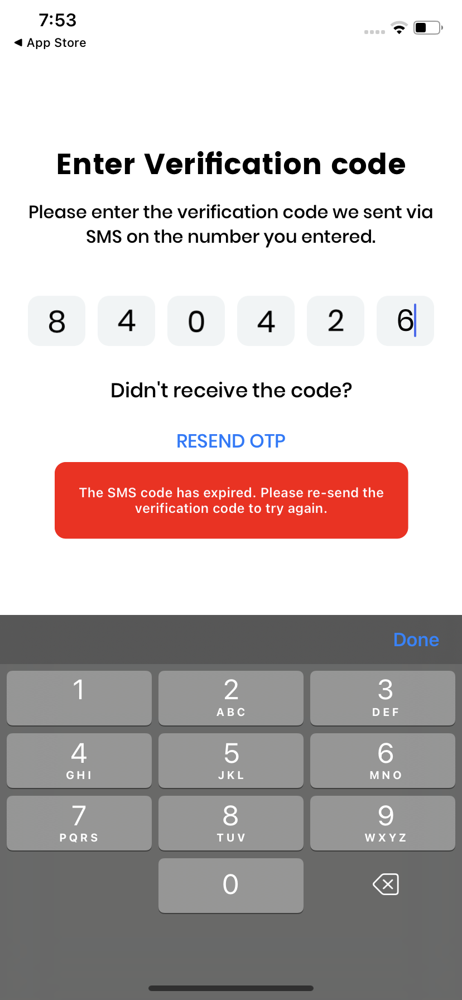 7:53
◀ App Store
Enter Verification code
Please enter the verification code we sent via
SMS on the number you entered.
8 4 0 4 2 6
Didn't receive the code?
RESEND OTP
The SMS code has expired. Please re-send the
verification code to try again.
Done
1 2 3
ABC DEF
4 5 6
GHI JKL MNO
7 8 9
PQRS TUV WXYZ
0